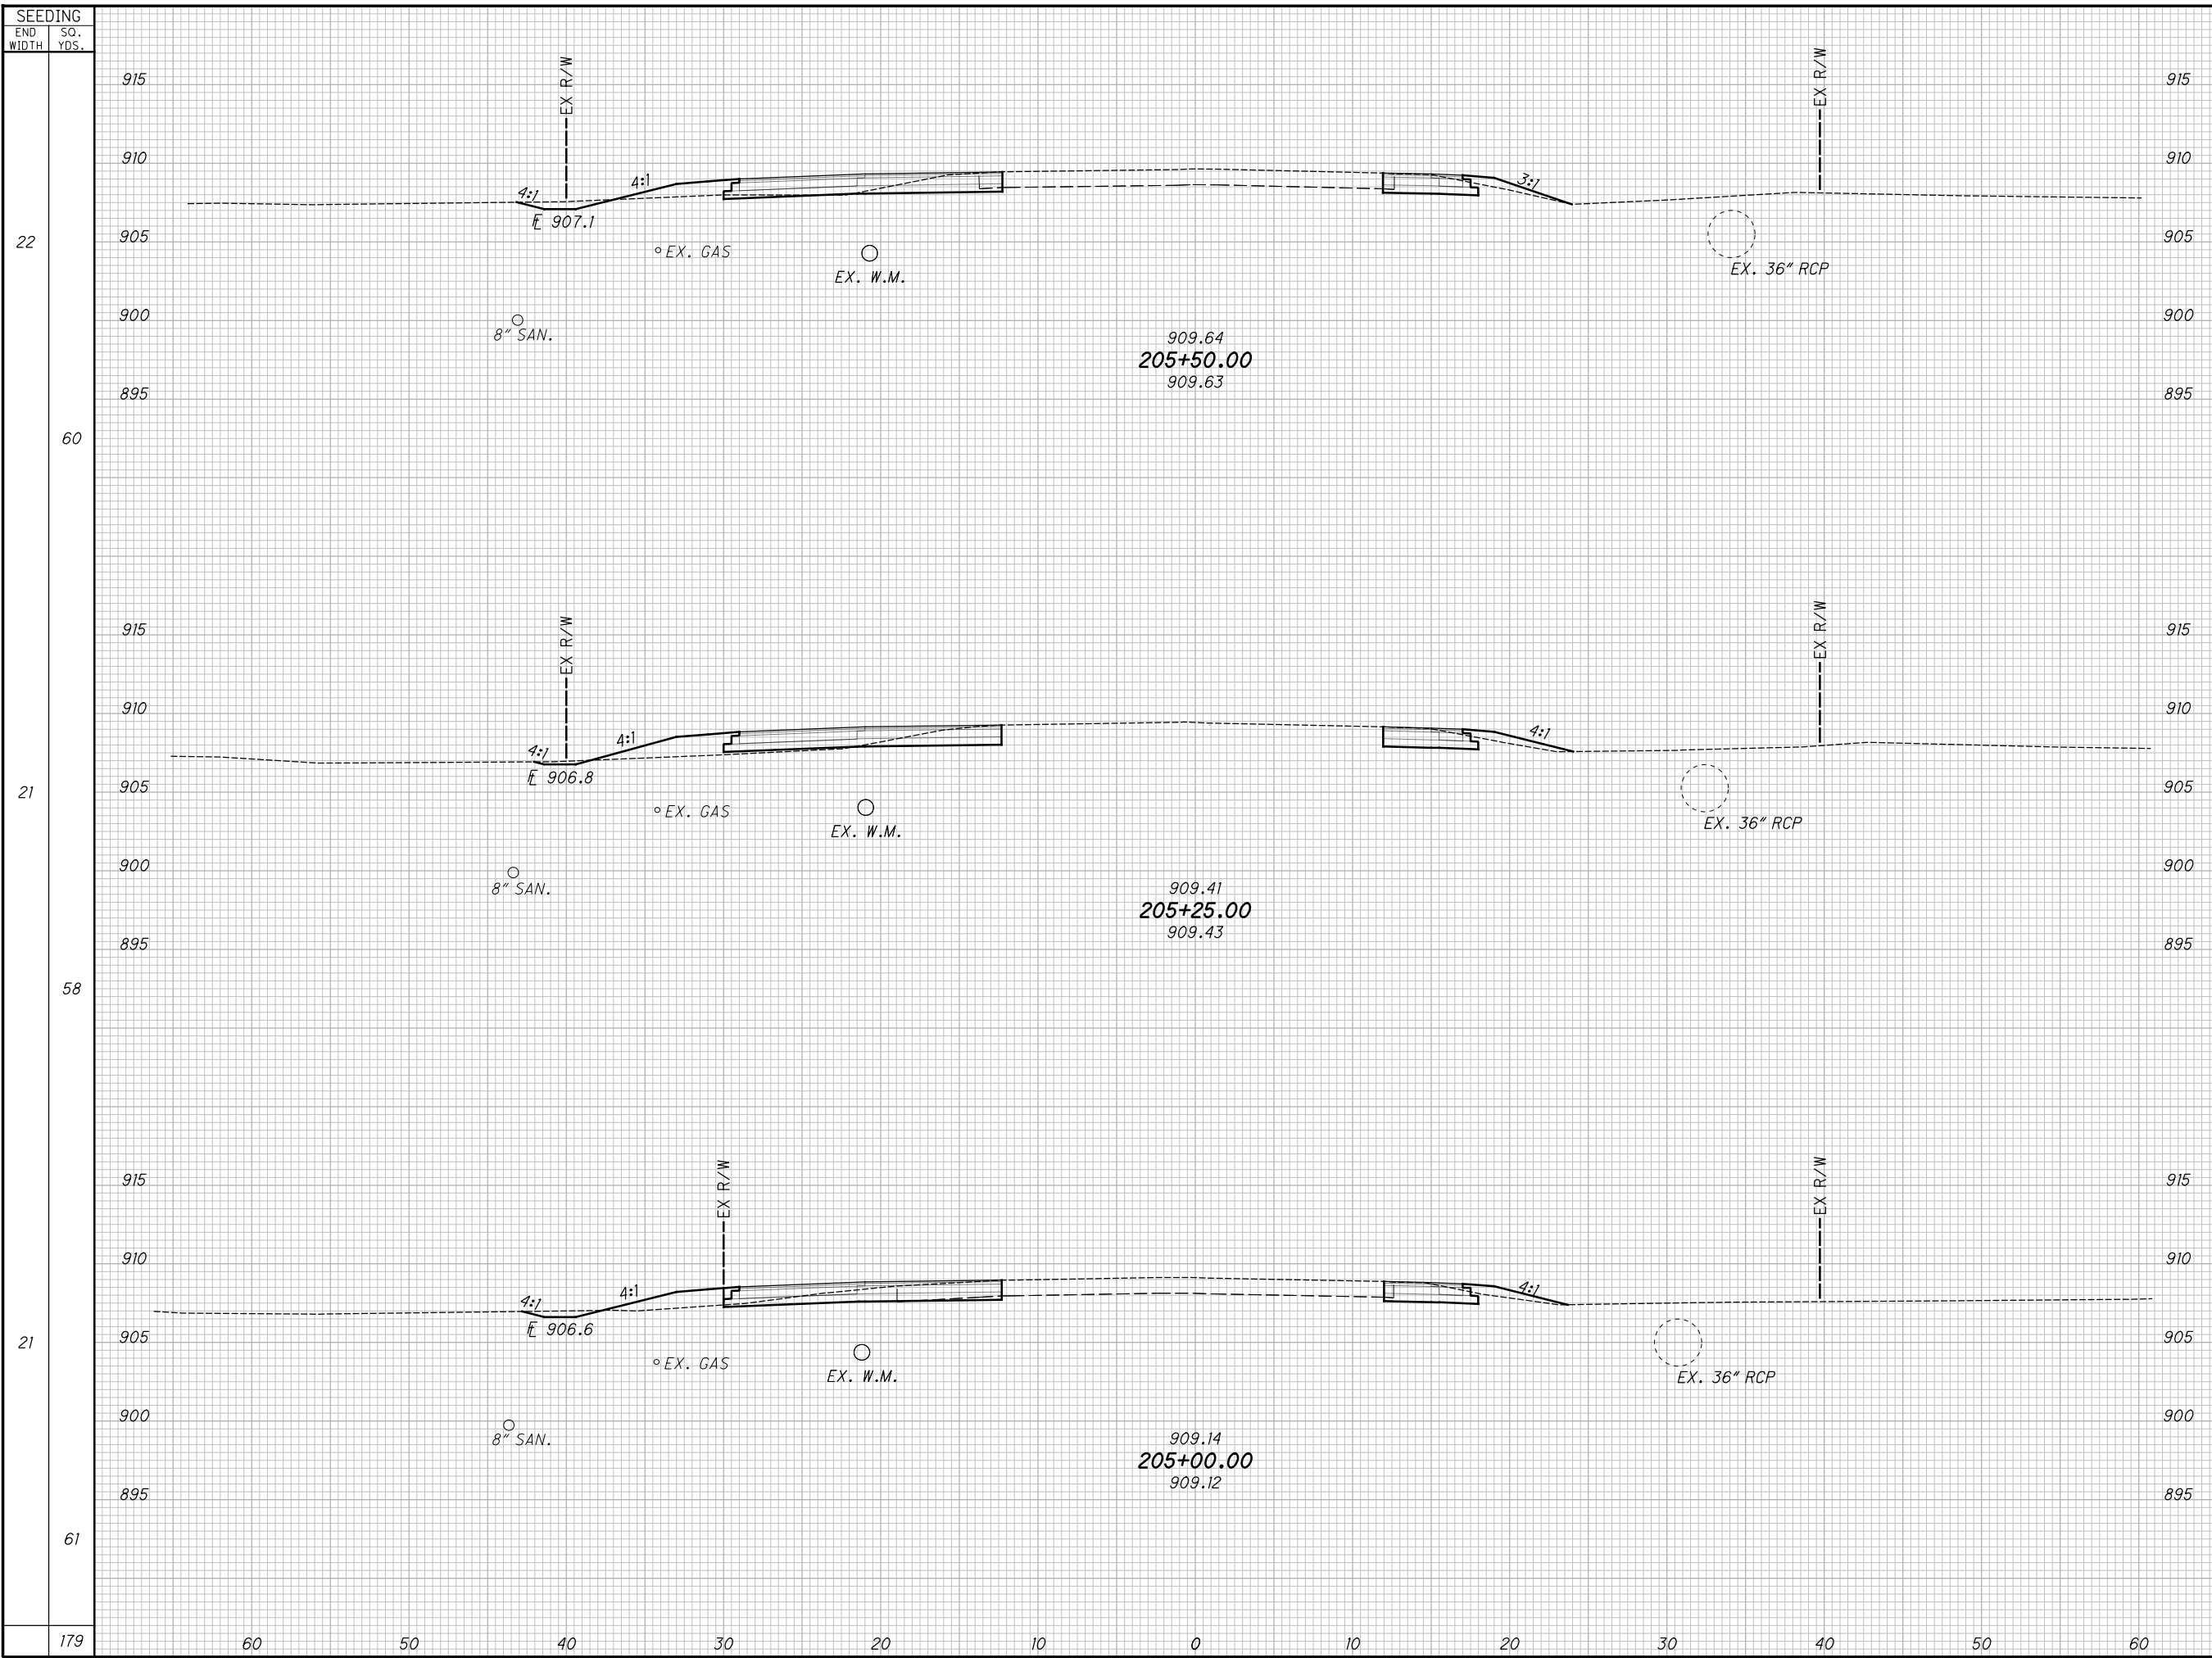 SEEDING
END WIDTH
SQ. YDS.
EX R/W
EX R/W
915
915
910
910
4:1
4:1
3:1
℄ 907.1
905
905
22
EX. GAS
EX. W.M.
EX. 36" RCP
900
900
8" SAN.
909.64
205+50.00
909.63
895
895
60
EX R/W
EX R/W
915
915
910
910
4:1
4:1
4:1
℄ 906.8
905
905
21
EX. GAS
EX. W.M.
EX. 36" RCP
900
900
8" SAN.
909.41
205+25.00
909.43
895
895
58
EX R/W
EX R/W
915
915
910
910
4:1
4:1
4:1
℄ 906.6
905
905
21
EX. GAS
EX. W.M.
EX. 36" RCP
900
900
8" SAN.
909.14
205+00.00
909.12
895
895
61
179
60 50 40 30 20 10 0 10 20 30 40 50 60